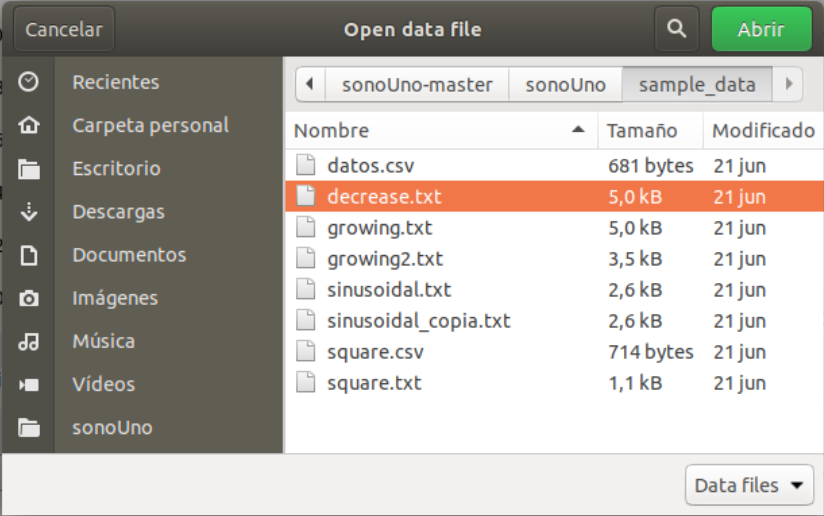 Cancelar Open data file Abrir
Recientes
Carpeta personal
Escritorio
Descargas
Documentos
Imágenes
Música
Vídeos
sonoUno
sonoUno-master sonoUno sample_data
Nombre Tamaño Modificado
datos.csv 681 bytes 21 jun
decrease.txt 5,0 kB 21 jun
growing.txt 5,0 kB 21 jun
growing2.txt 3,5 kB 21 jun
sinusoidal.txt 2,6 kB 21 jun
sinusoidal_copia.txt 2,6 kB 21 jun
square.csv 714 bytes 21 jun
square.txt 1,1 kB 21 jun
Data files